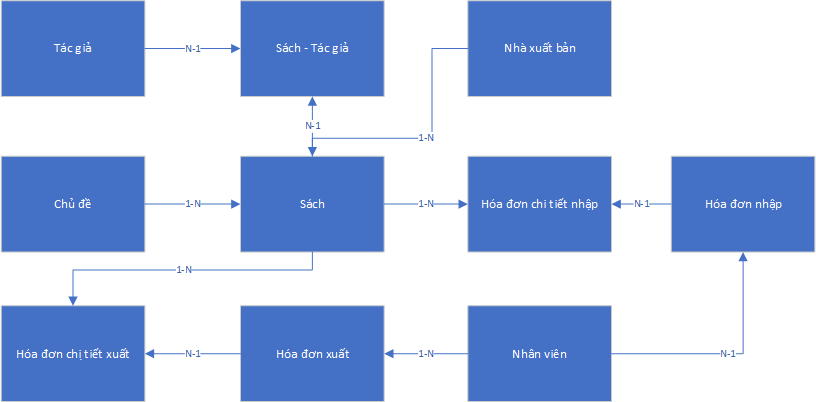 Tác giả
N-1
Sách - Tác giả
Nhà xuất bản
N-1
1-N
Chủ đề
1-N
Sách
1-N
Hóa đơn chi tiết nhập
N-1
Hóa đơn nhập
1-N
Hóa đơn chị tiết xuất
N-1
Hóa đơn xuất
1-N
Nhân viên
N-1